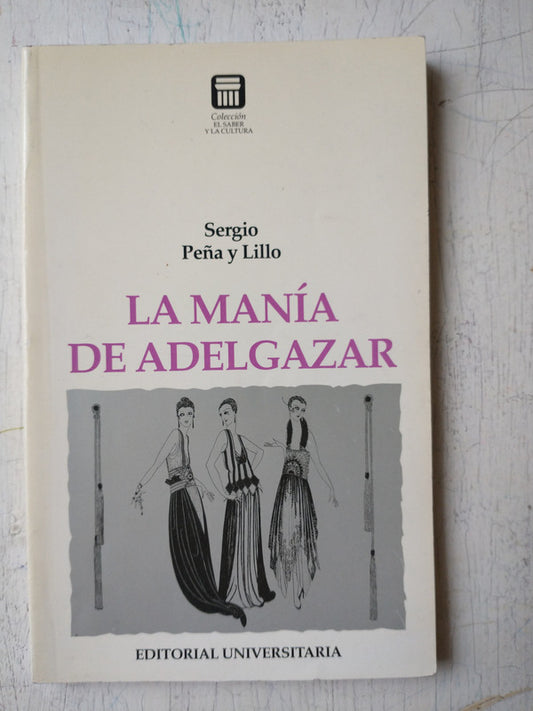 Colección
EL SABER
Y LA CULTURA
Sergio
Peña y Lillo
LA MANÍA
DE ADELGAZAR
EDITORIAL UNIVERSITARIA